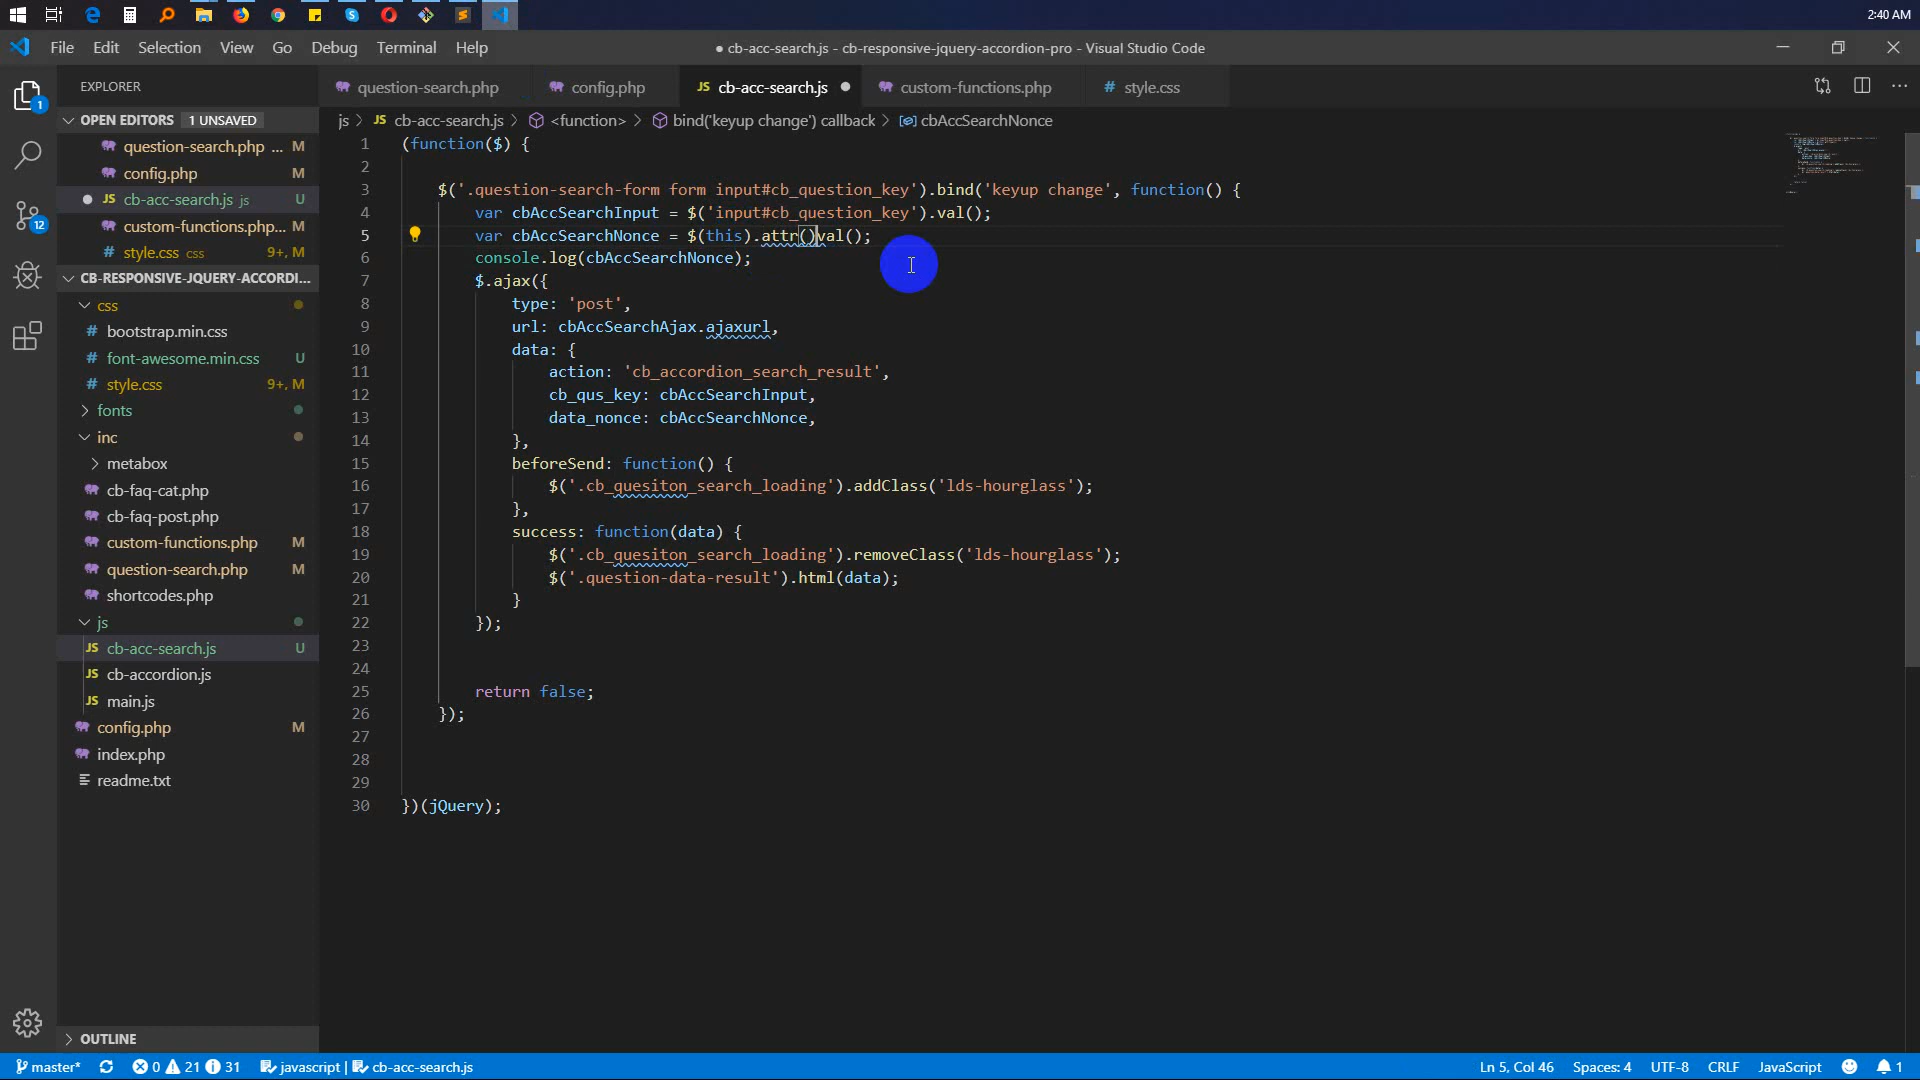 2:40 AM
File Edit Selection View Go Debug Terminal Help
● cb-acc-search.js - cb-responsive-jquery-accordion-pro - Visual Studio Code
EXPLORER
question-search.php
config.php
JS cb-acc-search.js ●
custom-functions.php
# style.css
OPEN EDITORS 1 UNSAVED
js > JS cb-acc-search.js > <function> > bind('keyup change') callback > cbAccSearchNonce
question-search.php ... M
config.php M
● JS cb-acc-search.js js U
custom-functions.php... M
# style.css css 9+, M
CB-RESPONSIVE-JQUERY-ACCORDI...
css
# bootstrap.min.css
# font-awesome.min.css U
# style.css 9+, M
fonts
inc
metabox
cb-faq-cat.php
cb-faq-post.php
custom-functions.php M
question-search.php M
shortcodes.php
js
JS cb-acc-search.js U
JS cb-accordion.js
JS main.js
config.php M
index.php
readme.txt
OUTLINE
1 (function($) {
2
3 $('.question-search-form form input#cb_question_key').bind('keyup change', function() {
4 var cbAccSearchInput = $('input#cb_question_key').val();
5 var cbAccSearchNonce = $(this).attr()val();
6 console.log(cbAccSearchNonce);
7 $.ajax({
8 type: 'post',
9 url: cbAccSearchAjax.ajaxurl,
10 data: {
11 action: 'cb_accordion_search_result',
12 cb_qus_key: cbAccSearchInput,
13 data_nonce: cbAccSearchNonce,
14 },
15 beforeSend: function() {
16 $('.cb_quesiton_search_loading').addClass('lds-hourglass');
17 },
18 success: function(data) {
19 $('.cb_quesiton_search_loading').removeClass('lds-hourglass');
20 $('.question-data-result').html(data);
21 }
22 });
23
24
25 return false;
26 });
27
28
29
30 })(jQuery);
1
12
master* 0 21 31 javascript | cb-acc-search.js
Ln 5, Col 46 Spaces: 4 UTF-8 CRLF JavaScript 1